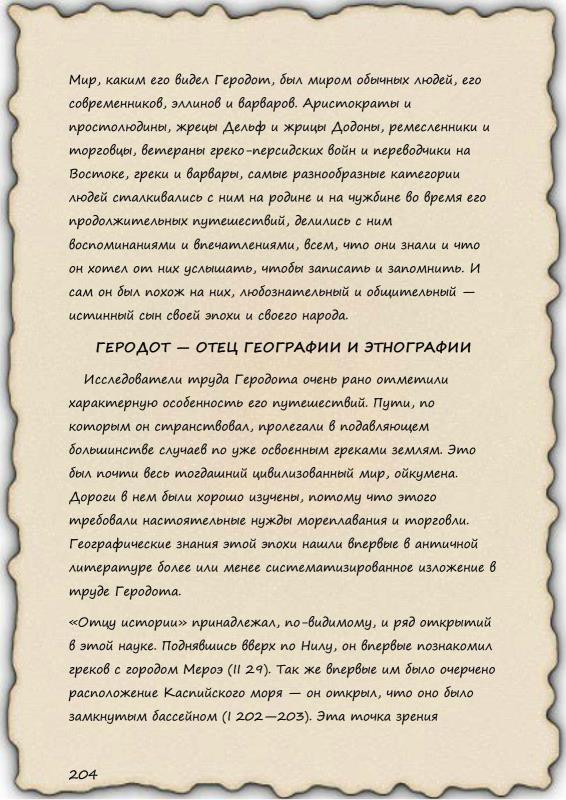 Мир, каким его видел Геродот, был миром обычных людей, его
современников, эллинов и варваров. Аристократы и
простолюдины, жрецы Дельф и жрицы Додоны, ремесленники и
торговцы, ветераны греко-персидских войн и переводчики на
Востоке, греки и варвары, самые разнообразные категории
людей сталкивались с ним на родине и на чужбине во время его
продолжительных путешествий, делились с ним
воспоминаниями и впечатлениями, всем, что они знали и что
он хотел от них услышать, чтобы записать и запомнить. И
сам он был похож на них, любознательный и общительный —
истинный сын своей эпохи и своего народа.
ГЕРОДОТ — ОТЕЦ ГЕОГРАФИИ И ЭТНОГРАФИИ
Исследователи труда Геродота очень рано отметили
характерную особенность его путешествий. Пути, по
которым он странствовал, пролегали в подавляющем
большинстве случаев по уже освоенным греками землям. Это
был почти весь тогдашний цивилизованный мир, ойкумена.
Дороги в нем были хорошо изучены, потому что этого
требовали настоятельные нужды мореплавания и торговли.
Географические знания этой эпохи нашли впервые в античной
литературе более или менее систематизированное изложение в
труде Геродота.
«Отцу истории» принадлежал, по-видимому, и ряд открытий
в этой науке. Поднявшись вверх по Нилу, он впервые познакомил
греков с городом Мероэ (II 29). Так же впервые им было очерчено
расположение Каспийского моря — он открыл, что оно было
замкнутым бассейном (I 202—203). Эта точка зрения
204